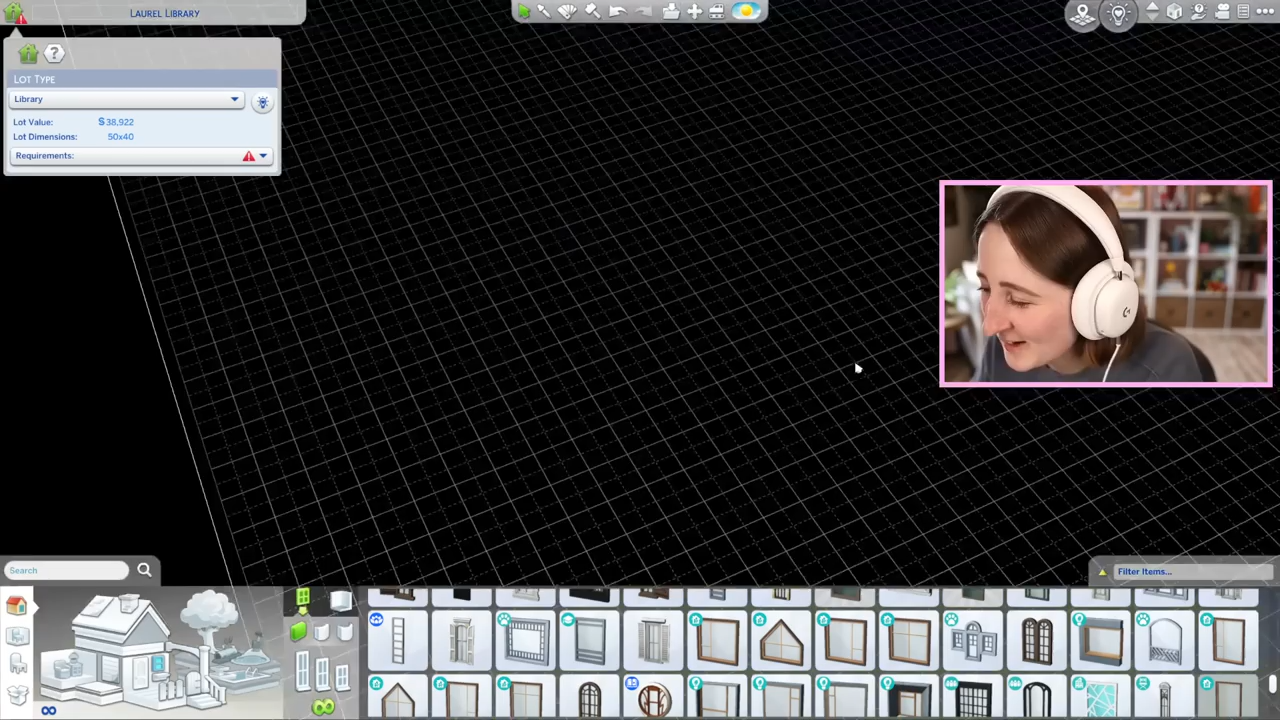 LAUREL LIBRARY
LOT TYPE
Library
Lot Value: §38,922
Lot Dimensions: 50x40
Requirements:
Search
Filter Items...